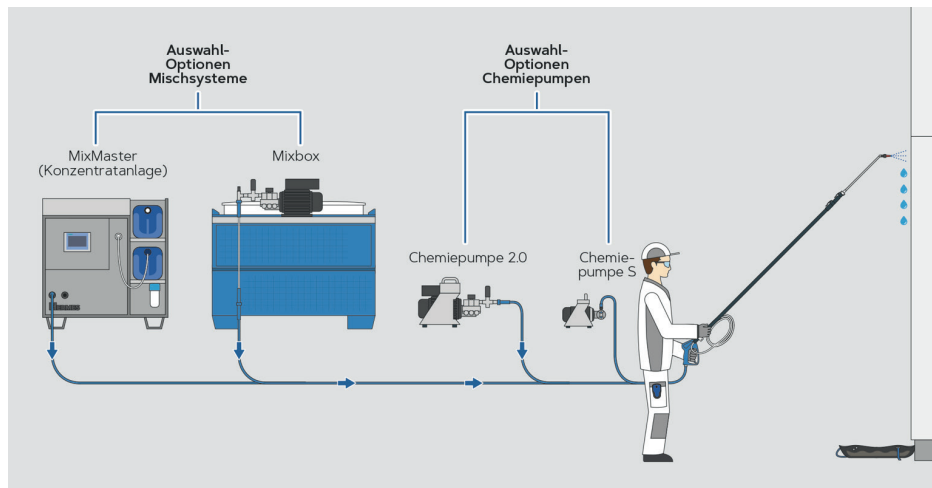 Auswahl-
Optionen
Mischsysteme
Auswahl-
Optionen
Chemiepumpen
MixMaster
(Konzentratanlage)
Mixbox
Chemiepumpe 2.0
Chemie-
pumpe S